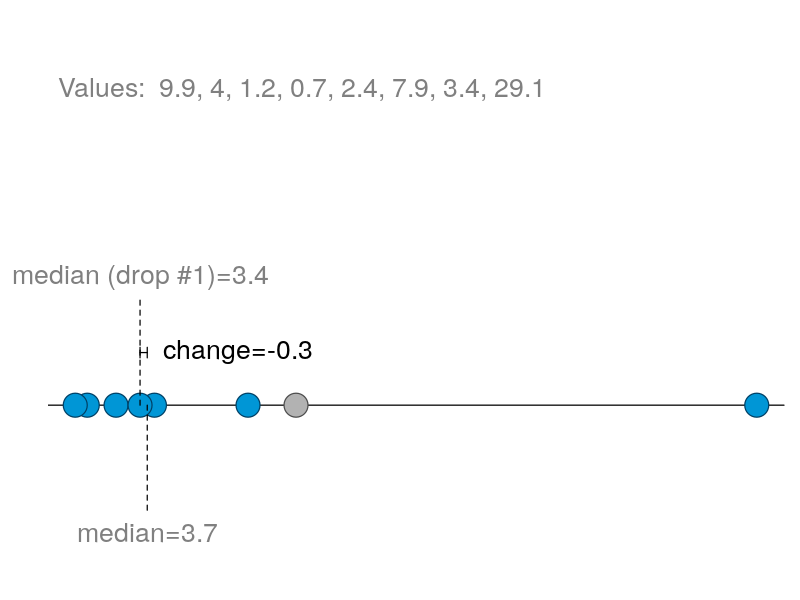 Values:  9.9, 4, 1.2, 0.7, 2.4, 7.9, 3.4, 29.1
median (drop #1)=3.4
change=-0.3
median=3.7